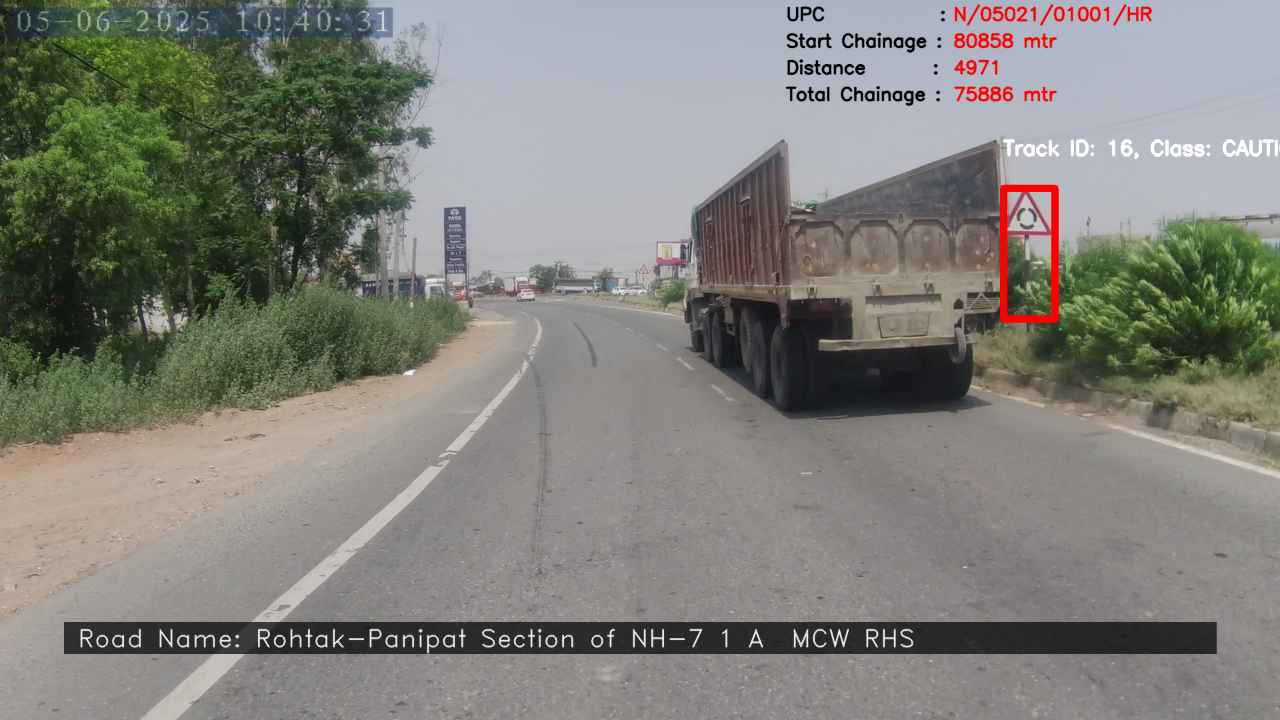 05-06-2025 10:40:31
UPC : N/05021/01001/HR
Start Chainage : 80858 mtr
Distance : 4971
Total Chainage : 75886 mtr
Track ID: 16, Class: CAUTI
TATA
Road Name: Rohtak-Panipat Section of NH-7 1 A MCW RHS